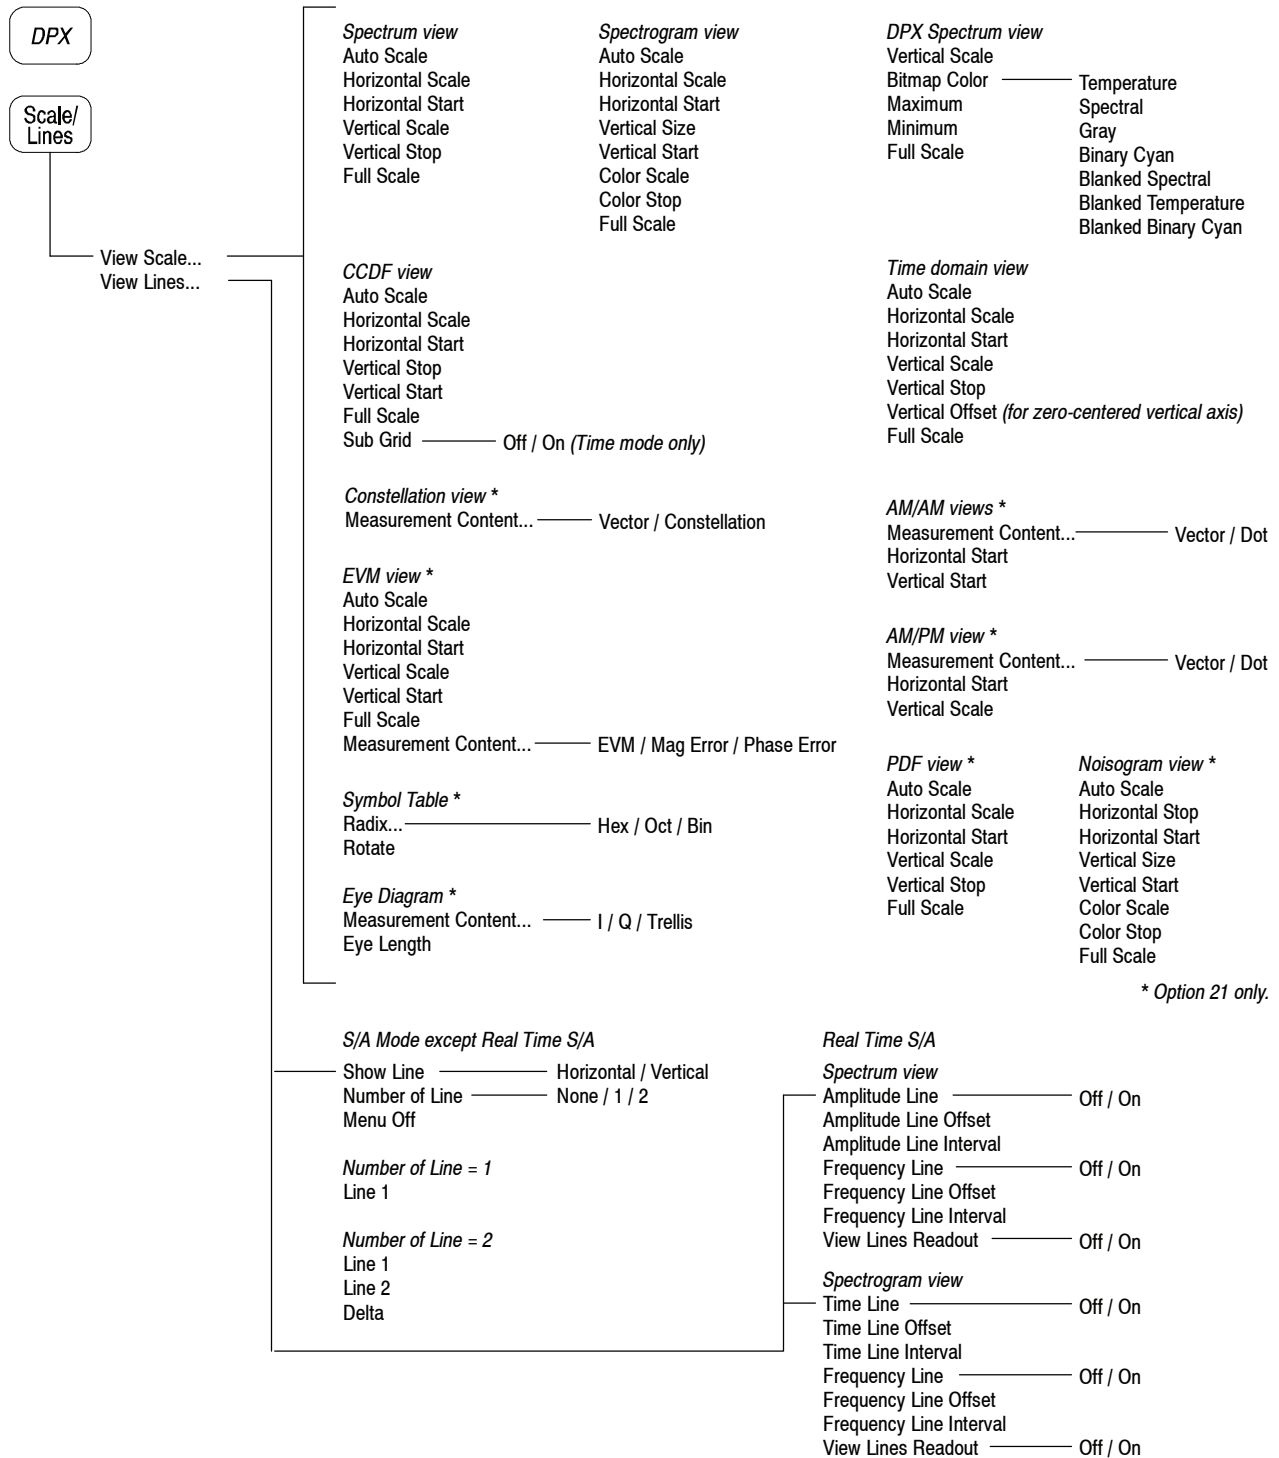 DPX
Scale/
Lines
View Scale...
View Lines...
Spectrum view
Auto Scale
Horizontal Scale
Horizontal Start
Vertical Scale
Vertical Stop
Full Scale
Spectrogram view
Auto Scale
Horizontal Scale
Horizontal Start
Vertical Size
Vertical Start
Color Scale
Color Stop
Full Scale
DPX Spectrum view
Vertical Scale
Bitmap Color
Maximum
Minimum
Full Scale
Temperature
Spectral
Gray
Binary Cyan
Blanked Spectral
Blanked Temperature
Blanked Binary Cyan
CCDF view
Auto Scale
Horizontal Scale
Horizontal Start
Vertical Stop
Vertical Start
Full Scale
Sub Grid Off / On (Time mode only)
Time domain view
Auto Scale
Horizontal Scale
Horizontal Start
Vertical Scale
Vertical Stop
Vertical Offset (for zero-centered vertical axis)
Full Scale
Constellation view *
Measurement Content... Vector / Constellation
AM/AM views *
Measurement Content... Vector / Dot
Horizontal Start
Vertical Start
EVM view *
Auto Scale
Horizontal Scale
Horizontal Start
Vertical Scale
Vertical Start
Full Scale
Measurement Content... EVM / Mag Error / Phase Error
AM/PM view *
Measurement Content... Vector / Dot
Horizontal Start
Vertical Scale
Symbol Table *
Radix... Hex / Oct / Bin
Rotate
PDF view *
Auto Scale
Horizontal Scale
Horizontal Start
Vertical Scale
Vertical Stop
Full Scale
Noisogram view *
Auto Scale
Horizontal Stop
Horizontal Start
Vertical Size
Vertical Start
Color Scale
Color Stop
Full Scale
Eye Diagram *
Measurement Content... I / Q / Trellis
Eye Length
* Option 21 only.
S/A Mode except Real Time S/A
Show Line Horizontal / Vertical
Number of Line None / 1 / 2
Menu Off
Number of Line = 1
Line 1
Number of Line = 2
Line 1
Line 2
Delta
Real Time S/A
Spectrum view
Amplitude Line Off / On
Amplitude Line Offset
Amplitude Line Interval
Frequency Line Off / On
Frequency Line Offset
Frequency Line Interval
View Lines Readout Off / On
Spectrogram view
Time Line Off / On
Time Line Offset
Time Line Interval
Frequency Line Off / On
Frequency Line Offset
Frequency Line Interval
View Lines Readout Off / On